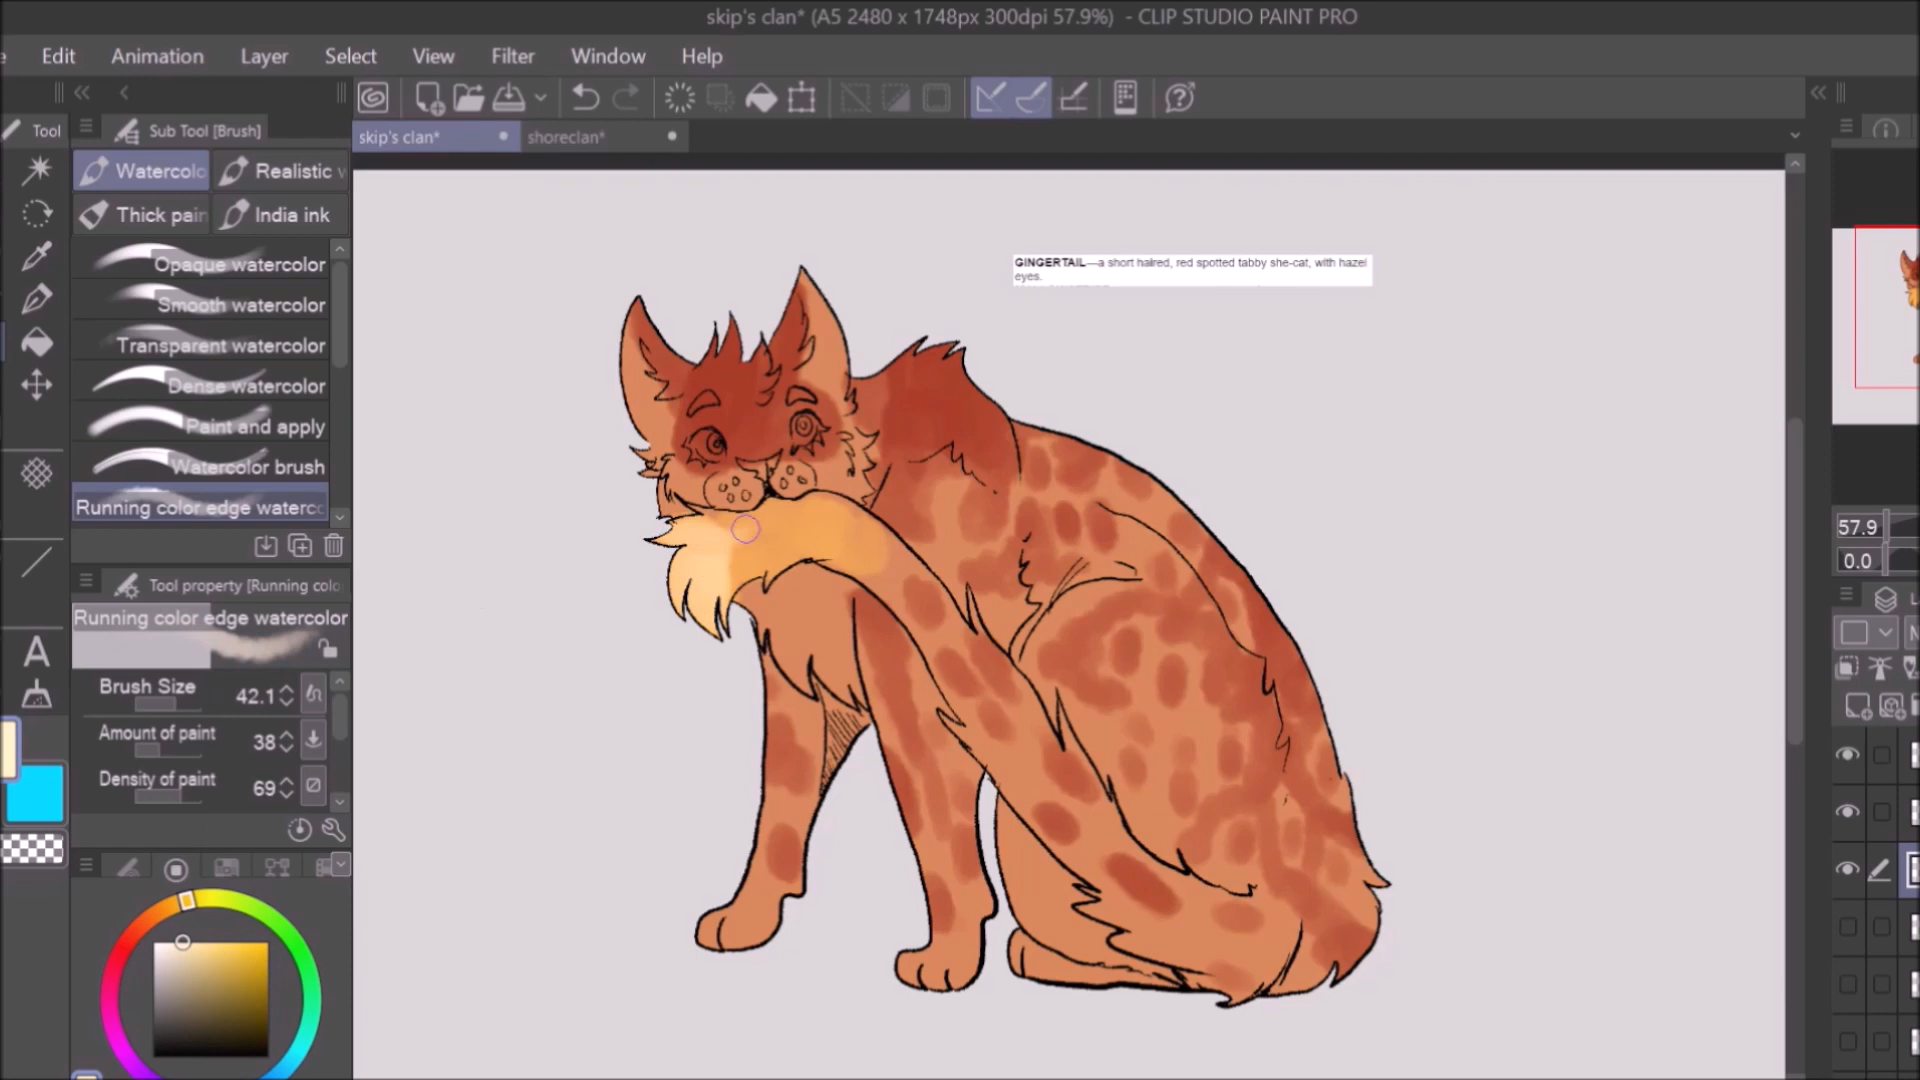 skip's clan* (A5 2480 x 1748px 300dpi 57.9%) - CLIP STUDIO PAINT PRO
Edit Animation Layer Select View Filter Window Help
Tool
Sub Tool [Brush]
skip's clan*
shoreclan*
Watercolo
Realistic
Thick pain
India ink
Opaque watercolor
Smooth watercolor
Transparent watercolor
Dense watercolor
Paint and apply
Watercolor brush
Running color edge waterco
Tool property [Running colo
Running color edge watercolor
Brush Size 42.1
Amount of paint 38
Density of paint 69
GINGERTAIL—a short haired, red spotted tabby she-cat, with hazel
eyes.
57.9
0.0